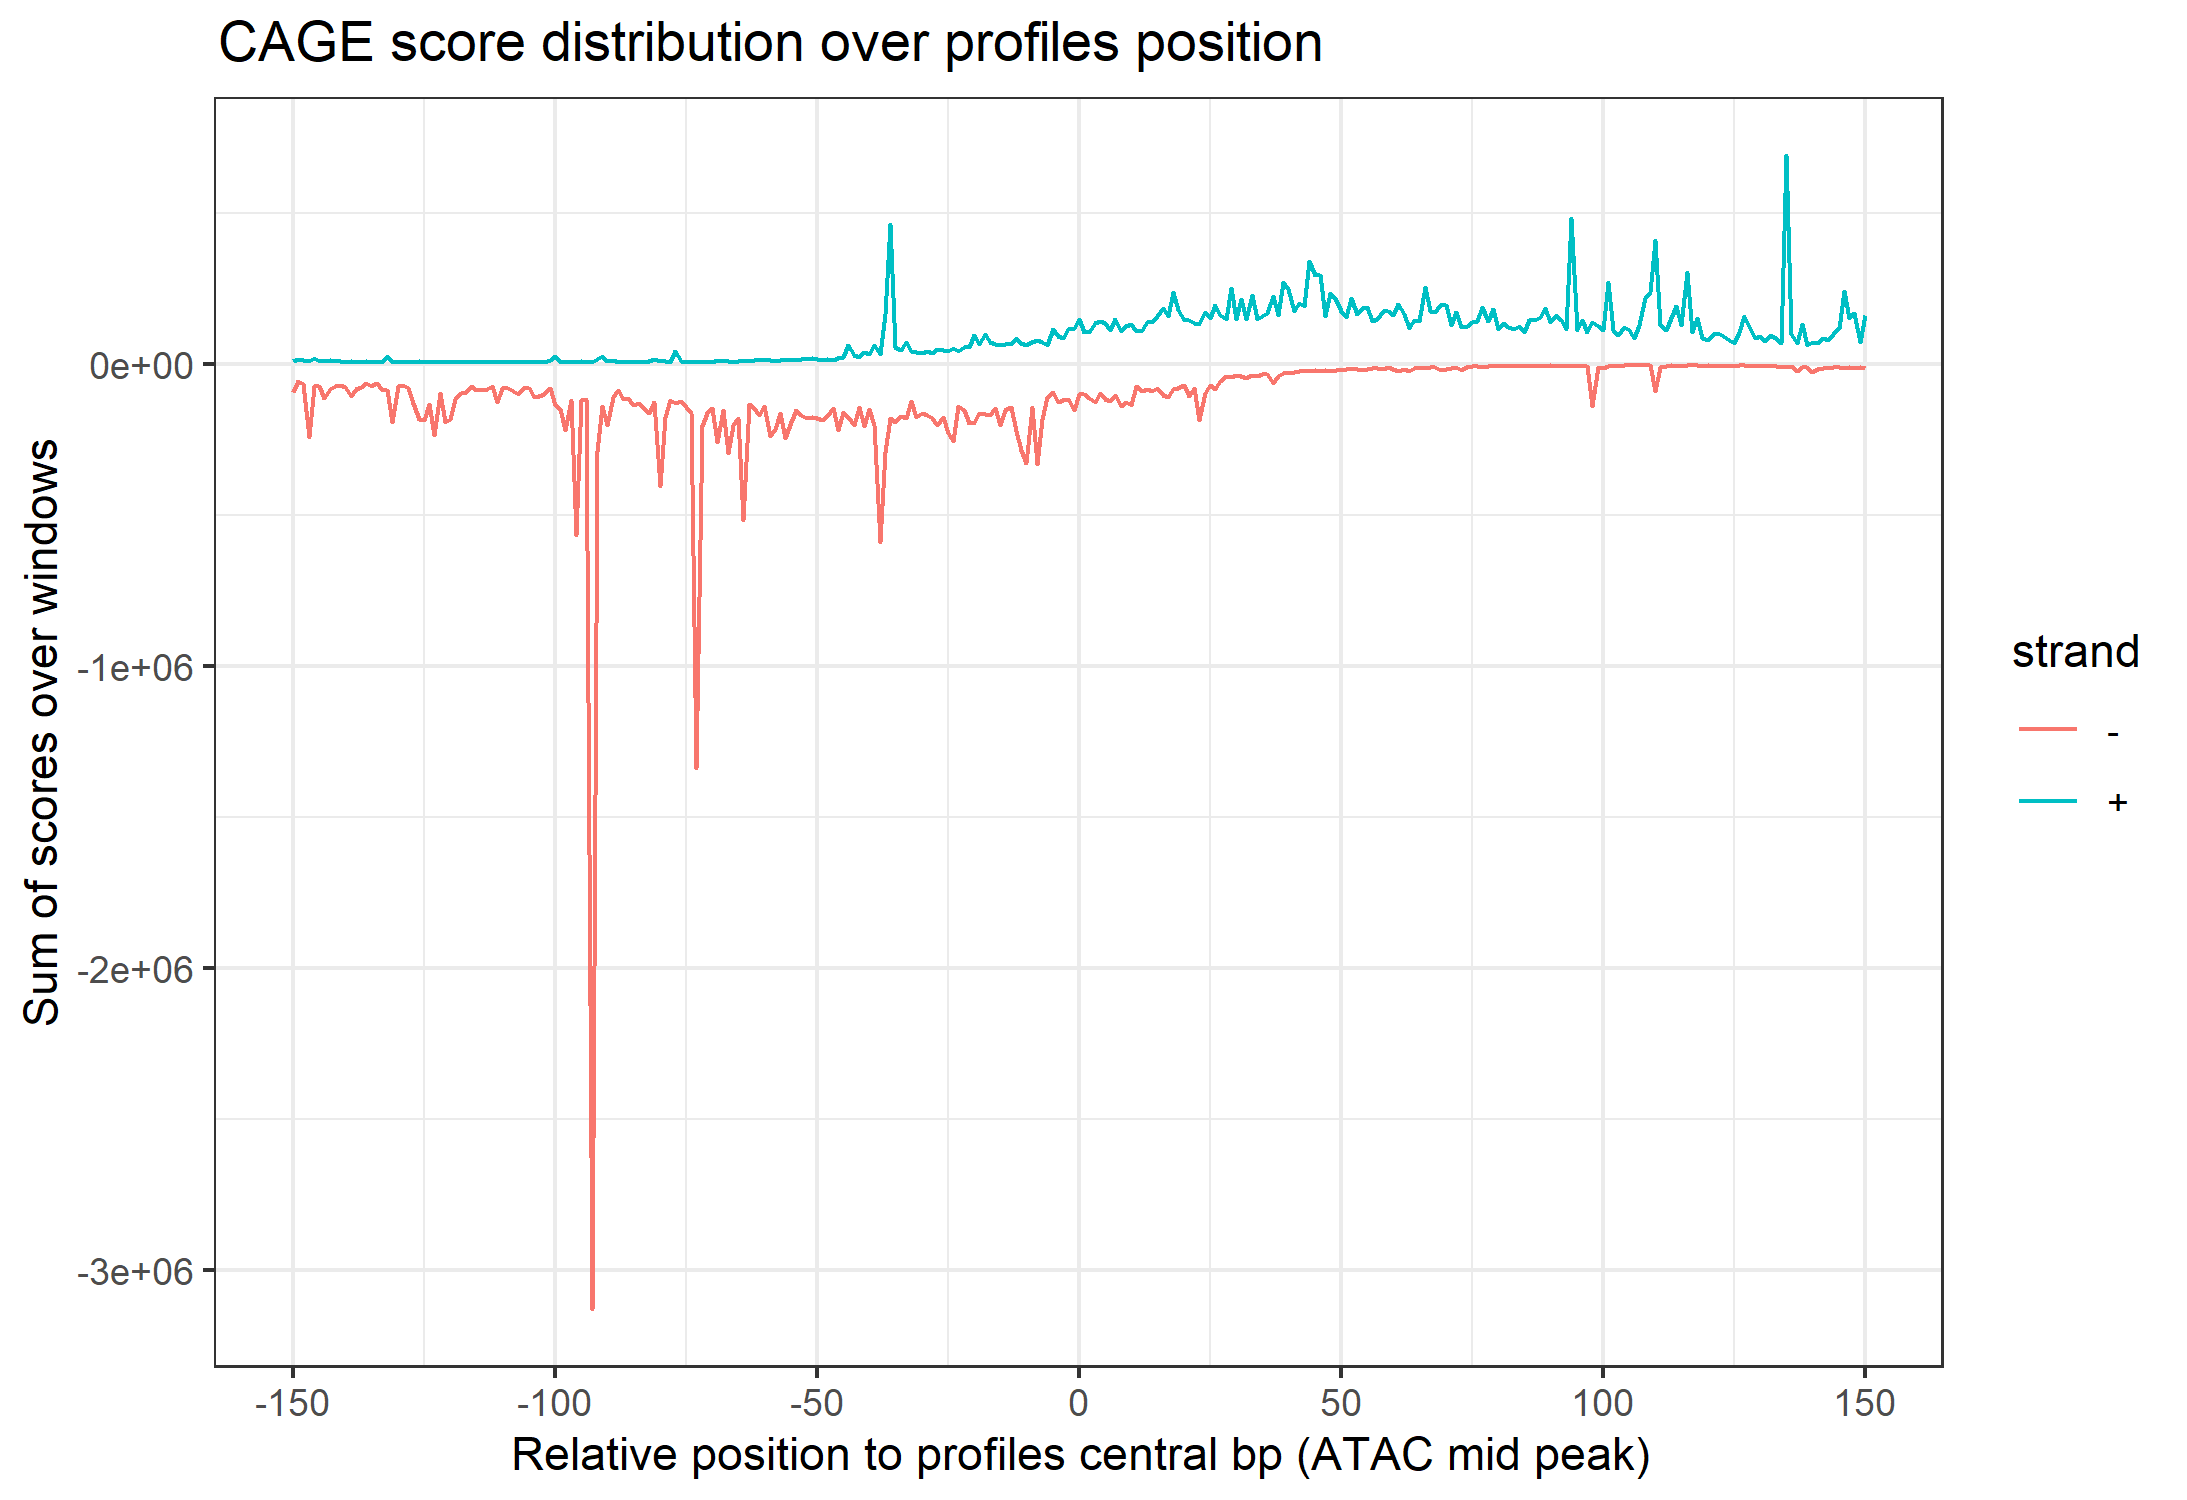 CAGE score distribution over profiles position
Sum of scores over windows
0e+00
-1e+06
-2e+06
-3e+06
-150
-100
-50
0
50
100
150
Relative position to profiles central bp (ATAC mid peak)
strand
-
+